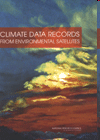 CLIMATE DATA RECORDS
FROM ENVIRONMENTAL SATELLITES